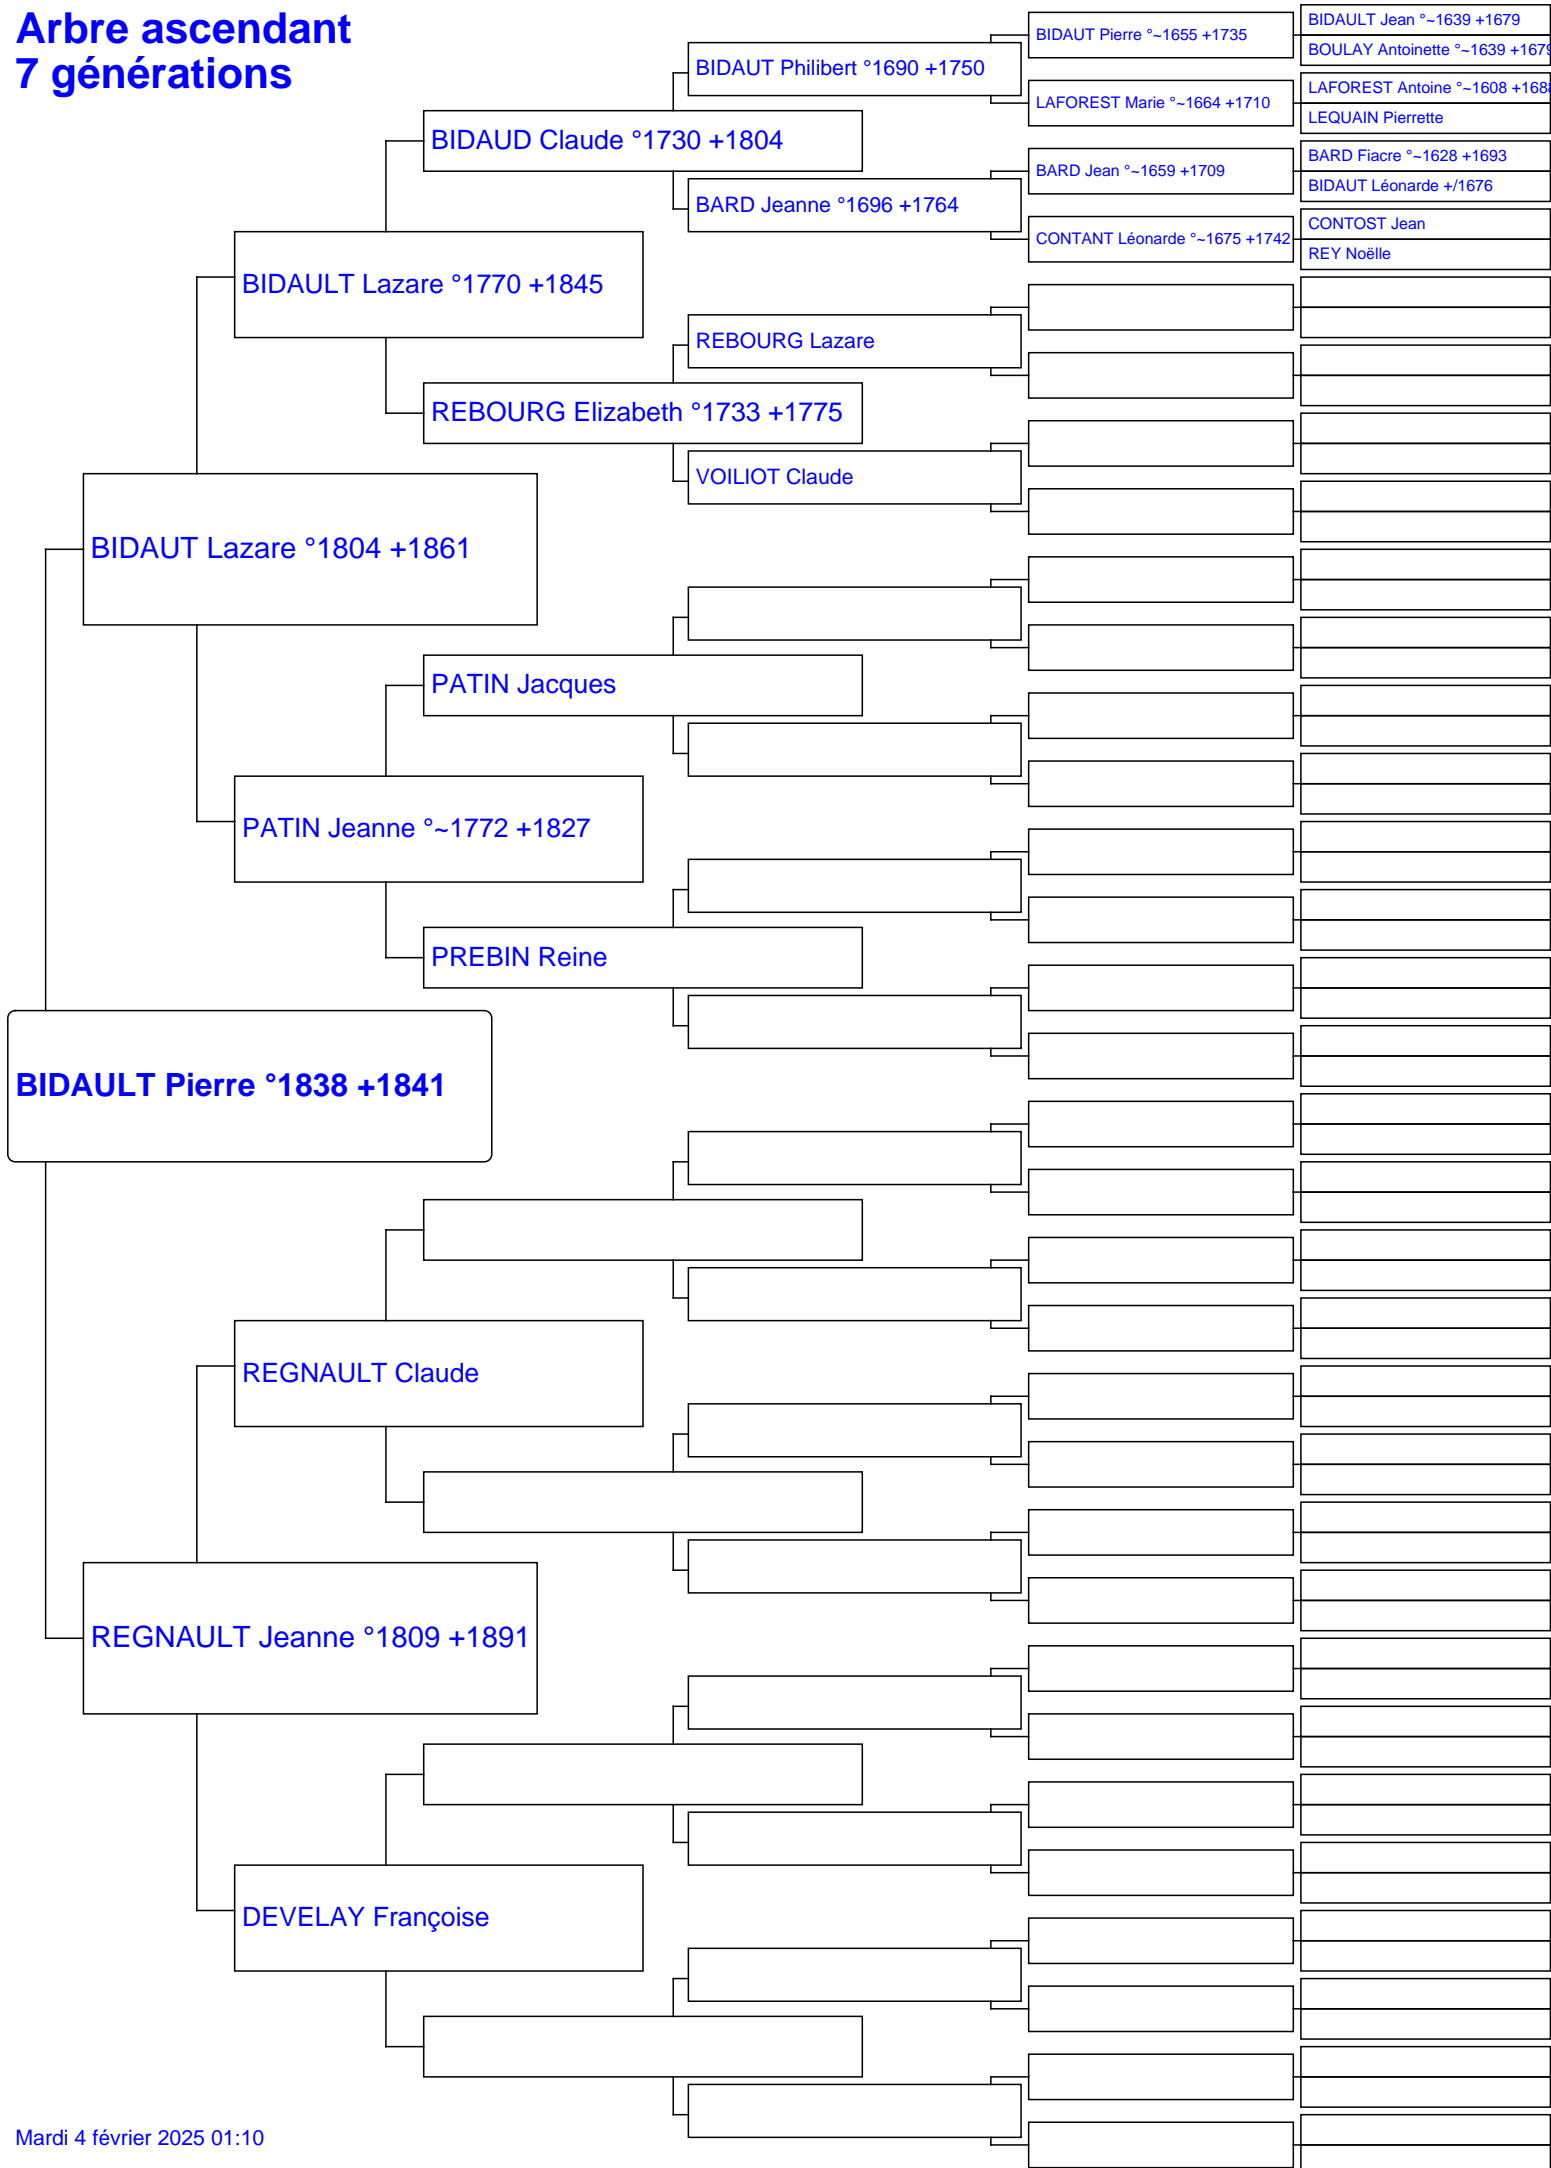 Arbre ascendant
7 générations
BIDAULT Jean °~1639 +1679
BIDAUT Pierre °~1655 +1735
BOULAY Antoinette °~1639 +1679
BIDAUT Philibert °1690 +1750
LAFOREST Antoine °~1608 +168
LAFOREST Marie °~1664 +1710
LEQUAIN Pierrette
BIDAUD Claude °1730 +1804
BARD Fiacre °~1628 +1693
BARD Jean °~1659 +1709
BIDAUT Léonarde +/1676
BARD Jeanne °1696 +1764
CONTOST Jean
CONTANT Léonarde °~1675 +1742
REY Noëlle
BIDAULT Lazare °1770 +1845
REBOURG Lazare
REBOURG Elizabeth °1733 +1775
VOILIOT Claude
BIDAUT Lazare °1804 +1861
PATIN Jacques
PATIN Jeanne °~1772 +1827
PREBIN Reine
BIDAULT Pierre °1838 +1841
REGNAULT Claude
REGNAULT Jeanne °1809 +1891
DEVELAY Françoise
Mardi 4 février 2025 01:10